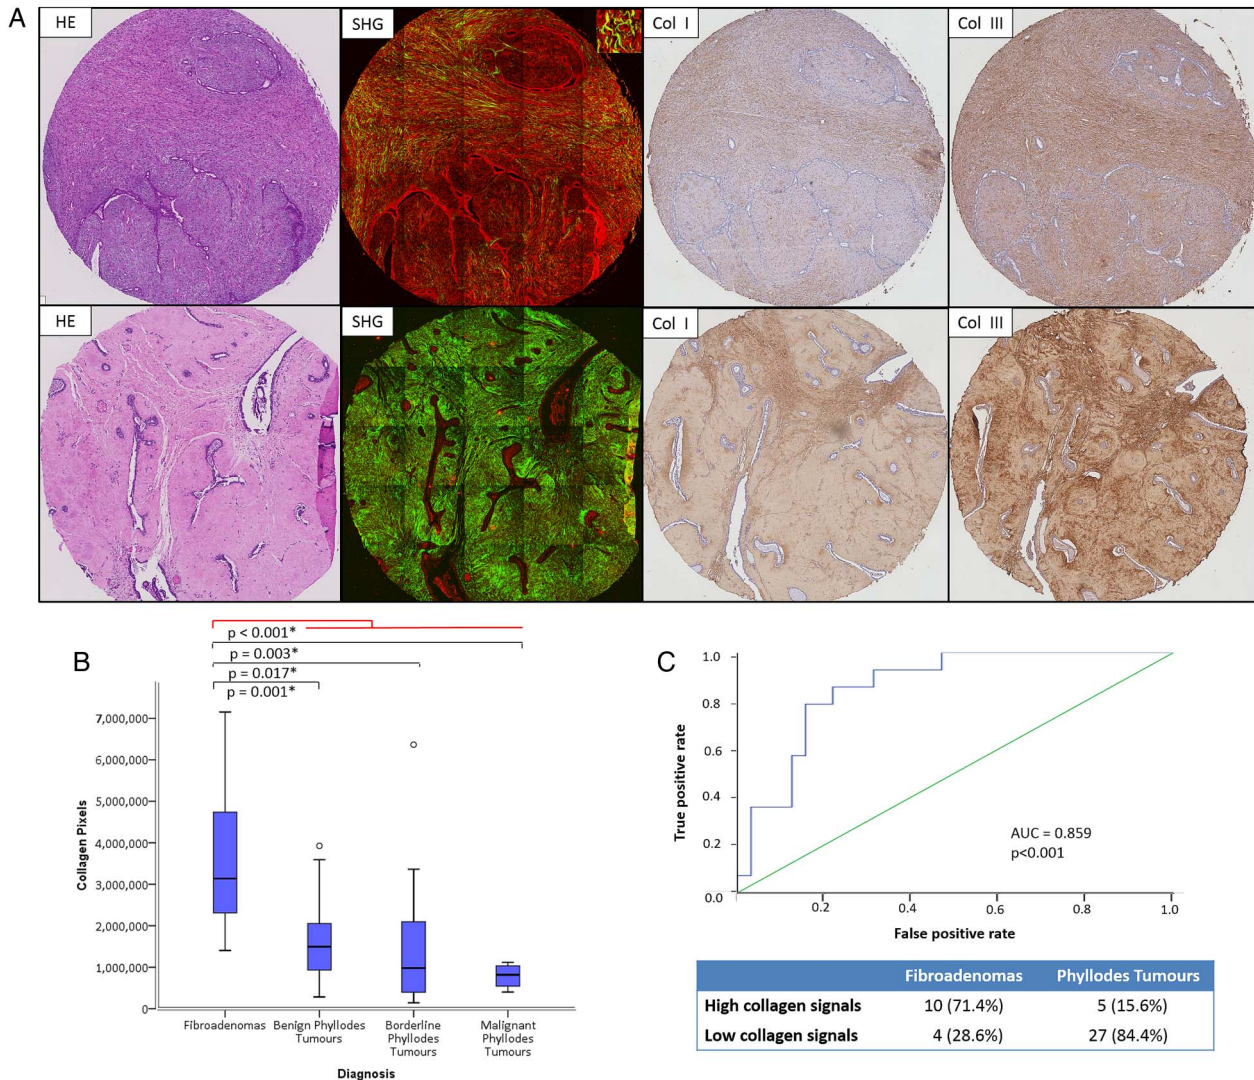 A
HE
SHG
Col I
Col III
HE
SHG
Col I
Col III
B
p < 0.001*
p = 0.003*
p = 0.017*
p = 0.001*
Collagen Pixels
7,000,000
6,000,000
5,000,000
4,000,000
3,000,000
2,000,000
1,000,000
0
Fibroadenomas
Benign Phyllodes
Tumours
Borderline
Phyllodes
Tumours
Malignant
Phyllodes
Tumours
Diagnosis
C
True positive rate
1.0
0.8
0.6
0.4
0.2
0.0
AUC = 0.859
p<0.001
0.2 0.4 0.6 0.8 1.0
False positive rate
Fibroadenomas Phyllodes Tumours
High collagen signals 10 (71.4%) 5 (15.6%)
Low collagen signals 4 (28.6%) 27 (84.4%)